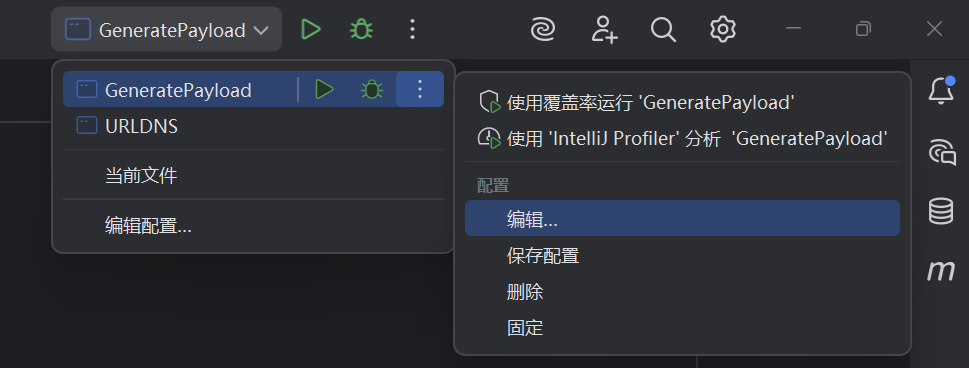 GeneratePayload
GeneratePayload
URLDNS
当前文件
编辑配置...
使用覆盖率运行 'GeneratePayload'
使用 'IntelliJ Profiler' 分析 'GeneratePayload'
配置
编辑...
保存配置
删除
固定
m